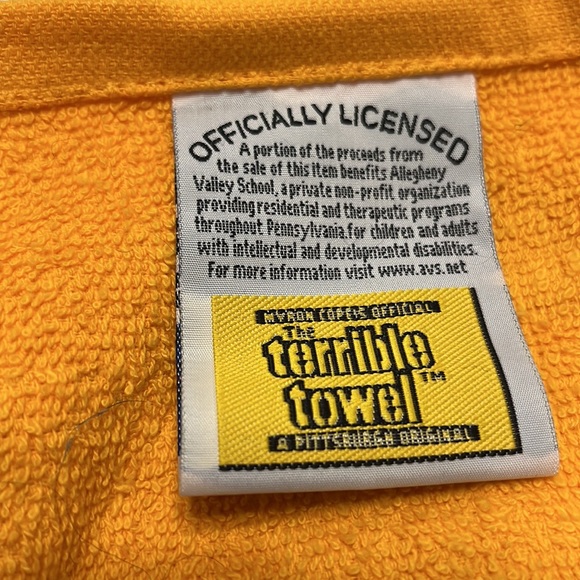 OFFICIALLY LICENSED
A portion of the proceeds from
the sale of this item benefits Allegheny
Valley School, a private non-profit organization
providing residential and therapeutic programs
throughout Pennsylvania for children and adults
with intellectual and developmental disabilities.
For more information visit www.avs.net
MYRON COPE'S OFFICIAL
The
terrible
towel™
A PITTSBURGH ORIGINAL